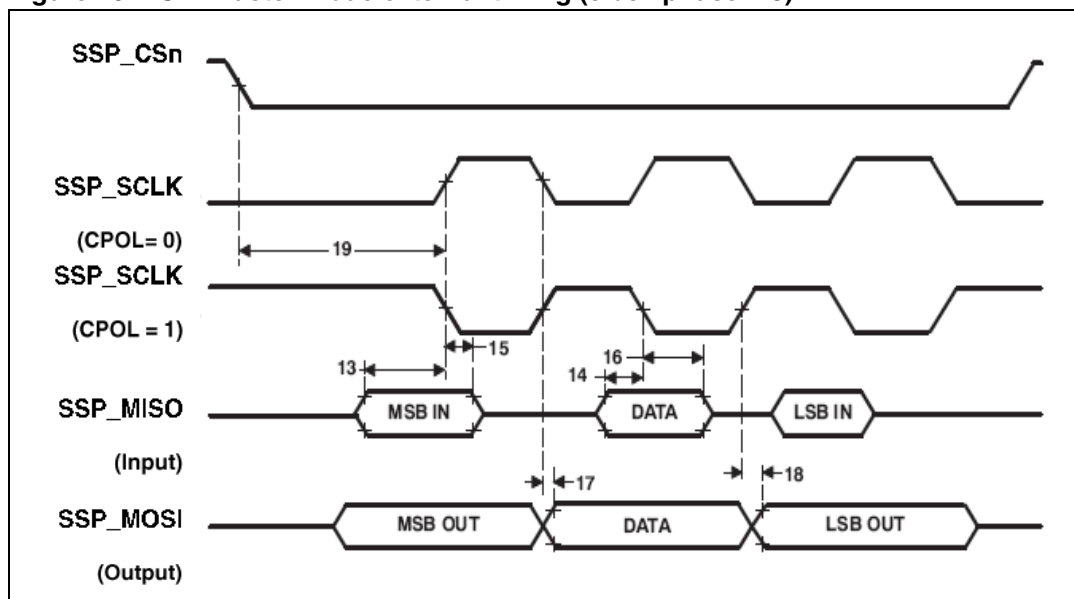 SSP_CSn
SSP_SCLK
(CPOL= 0)
19
SSP_SCLK
(CPOL = 1)
15
13
16
14
SSP_MISO
MSB IN
DATA
LSB IN
(Input)
17
18
SSP_MOSI
MSB OUT
DATA
LSB OUT
(Output)